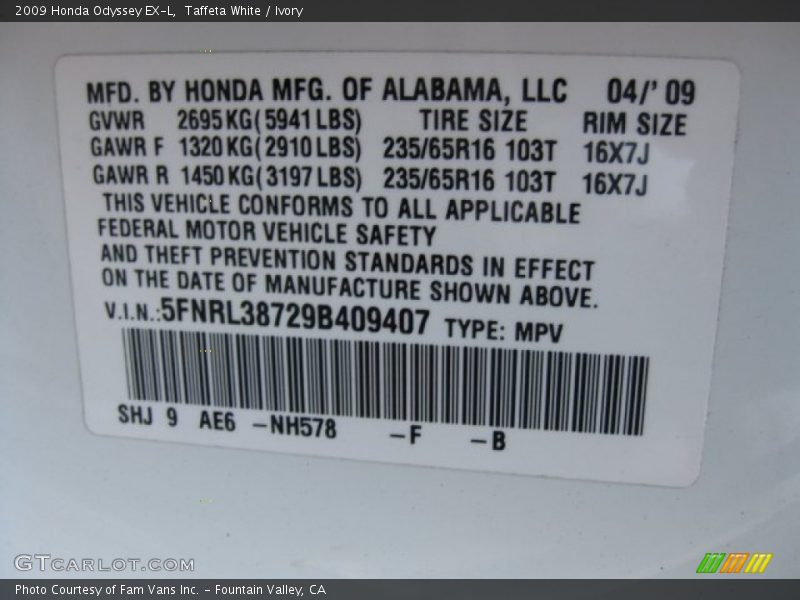 2009 Honda Odyssey EX-L,  Taffeta White / Ivory
MFD. BY HONDA MFG. OF ALABAMA, LLC 04/' 09
GVWR 2695 KG( 5941 LBS) TIRE SIZE RIM SIZE
GAWR F 1320 KG( 2910 LBS) 235/65R16 103T 16X7J
GAWR R 1450 KG( 3197 LBS) 235/65R16 103T 16X7J
THIS VEHICLE CONFORMS TO ALL APPLICABLE
FEDERAL MOTOR VEHICLE SAFETY
AND THEFT PREVENTION STANDARDS IN EFFECT
ON THE DATE OF MANUFACTURE SHOWN ABOVE.
V.I.N.:5FNRL38729B409407 TYPE: MPV
SHJ 9 AE6 -NH578 -F -B
GTCARLOT.COM
Photo Courtesy of Fam Vans Inc. - Fountain Valley, CA